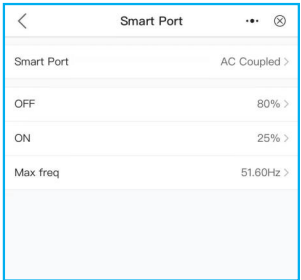 Smart Port
Smart Port AC Coupled
OFF 80%
ON 25%
Max freq 51.60Hz